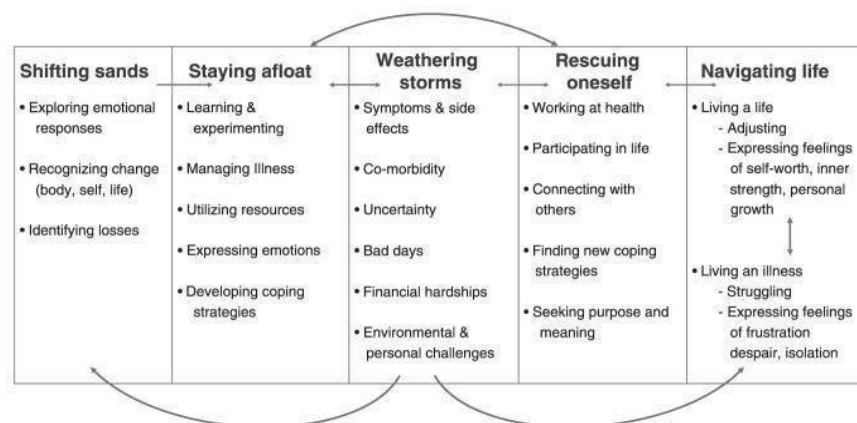 Shifting sands
• Exploring emotional
responses
• Recognizing change
(body, self, life)
• Identifying losses
Staying afloat
• Learning &
experimenting
• Managing Illness
• Utilizing resources
• Expressing emotions
• Developing coping
strategies
Weathering
storms
• Symptoms & side
effects
• Co-morbidity
• Uncertainty
• Bad days
• Financial hardships
• Environmental &
personal challenges
Rescuing
oneself
• Working at health
• Participating in life
• Connecting with
others
• Finding new coping
strategies
• Seeking purpose and
meaning
Navigating life
• Living a life
- Adjusting
- Expressing feelings
of self-worth, inner
strength, personal
growth
• Living an illness
- Struggling
- Expressing feelings
of frustration
despair, isolation